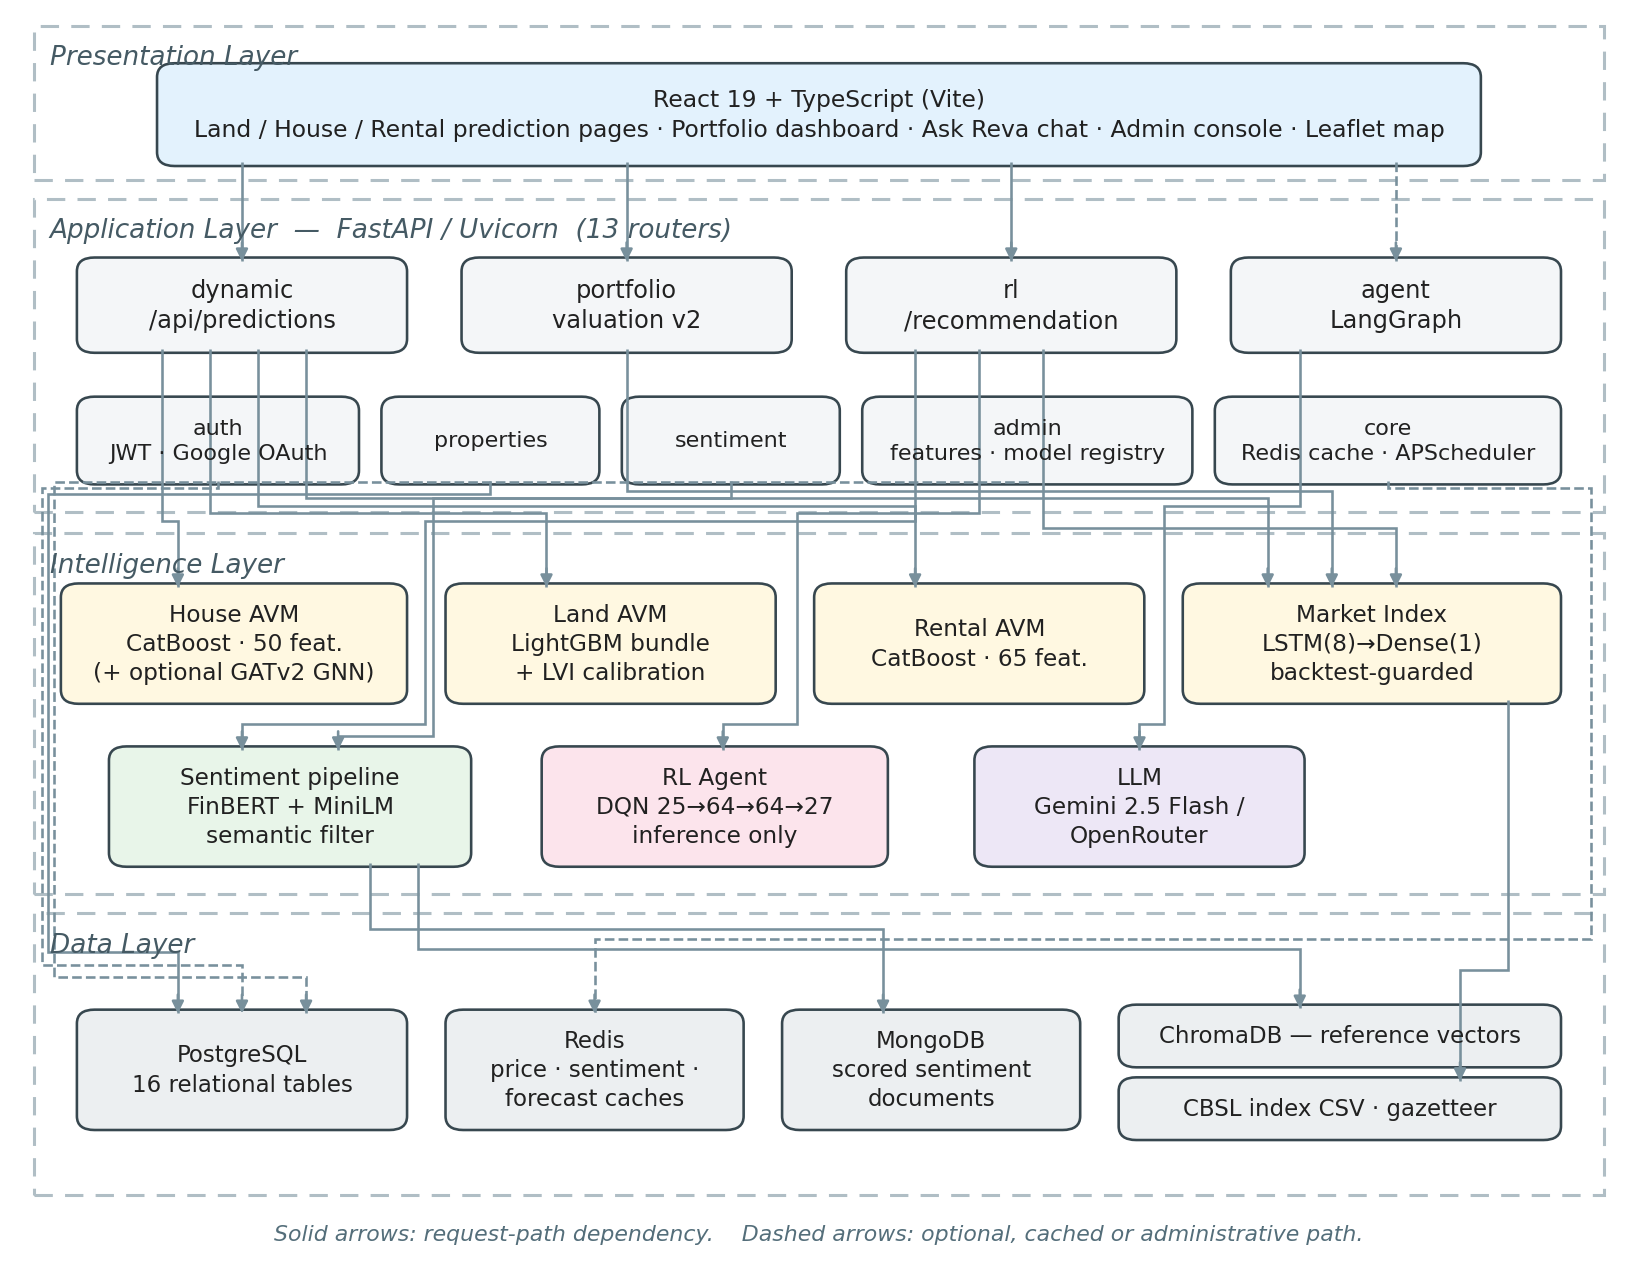 Presentation Layer
React 19 + TypeScript (Vite)
Land / House / Rental prediction pages · Portfolio dashboard · Ask Reva chat · Admin console · Leaflet map
Application Layer — FastAPI / Uvicorn (13 routers)
dynamic
/api/predictions
portfolio
valuation v2
rl
/recommendation
agent
LangGraph
auth
JWT · Google OAuth
properties
sentiment
admin
features · model registry
core
Redis cache · APScheduler
Intelligence Layer
House AVM
CatBoost · 50 feat.
(+ optional GATv2 GNN)
Land AVM
LightGBM bundle
+ LVI calibration
Rental AVM
CatBoost · 65 feat.
Market Index
LSTM(8)→Dense(1)
backtest-guarded
Sentiment pipeline
FinBERT + MiniLM
semantic filter
RL Agent
DQN 25→64→64→27
inference only
LLM
Gemini 2.5 Flash /
OpenRouter
Data Layer
PostgreSQL
16 relational tables
Redis
price · sentiment ·
forecast caches
MongoDB
scored sentiment
documents
ChromaDB — reference vectors
CBSL index CSV · gazetteer
Solid arrows: request-path dependency. Dashed arrows: optional, cached or administrative path.